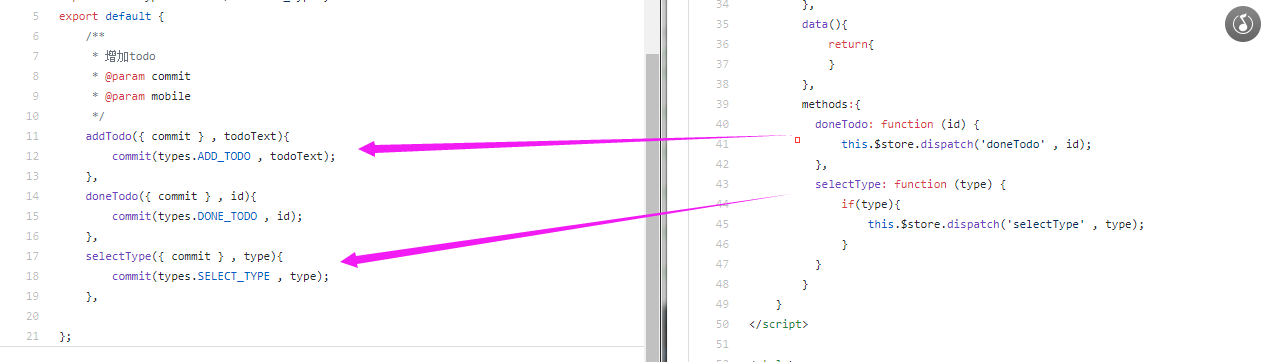 5 export default {
6 /**
7 * 增加todo
8 * @param commit
9 * @param mobile
10 */
11 addTodo({ commit } , todoText){
12 commit(types.ADD_TODO , todoText);
13 },
14 doneTodo({ commit } , id){
15 commit(types.DONE_TODO , id);
16 },
17 selectType({ commit } , type){
18 commit(types.SELECT_TYPE , type);
19 },
20
21 };
34 },
35 data(){
36 return{
37 }
38 },
39 methods:{
40 doneTodo: function (id) {
41 this.$store.dispatch('doneTodo' , id);
42 },
43 selectType: function (type) {
44 if(type){
45 this.$store.dispatch('selectType' , type);
46 }
47 }
48 }
49 }
50 </script>
51